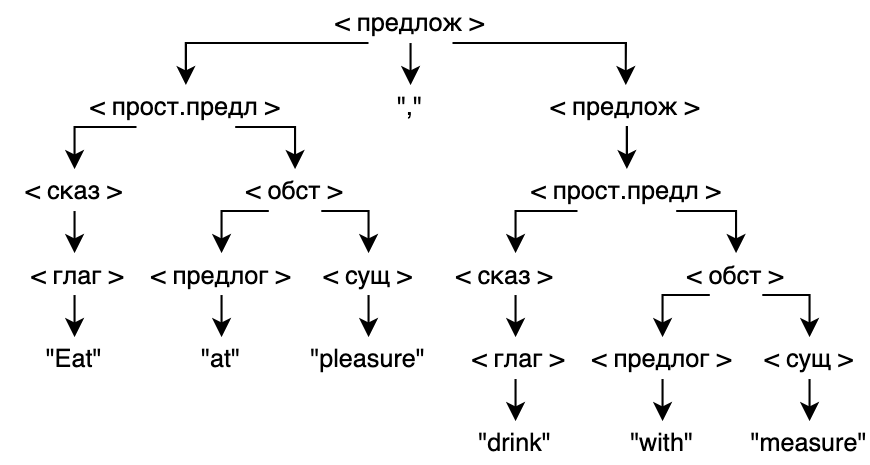 < предлож >
< прост.предл > "," < предлож >
< сказ > < обст > < прост.предл >
< глаг > < предлог > < сущ > < сказ > < обст >
"Eat" "at" "pleasure" < глаг > < предлог > < сущ >
"drink" "with" "measure"